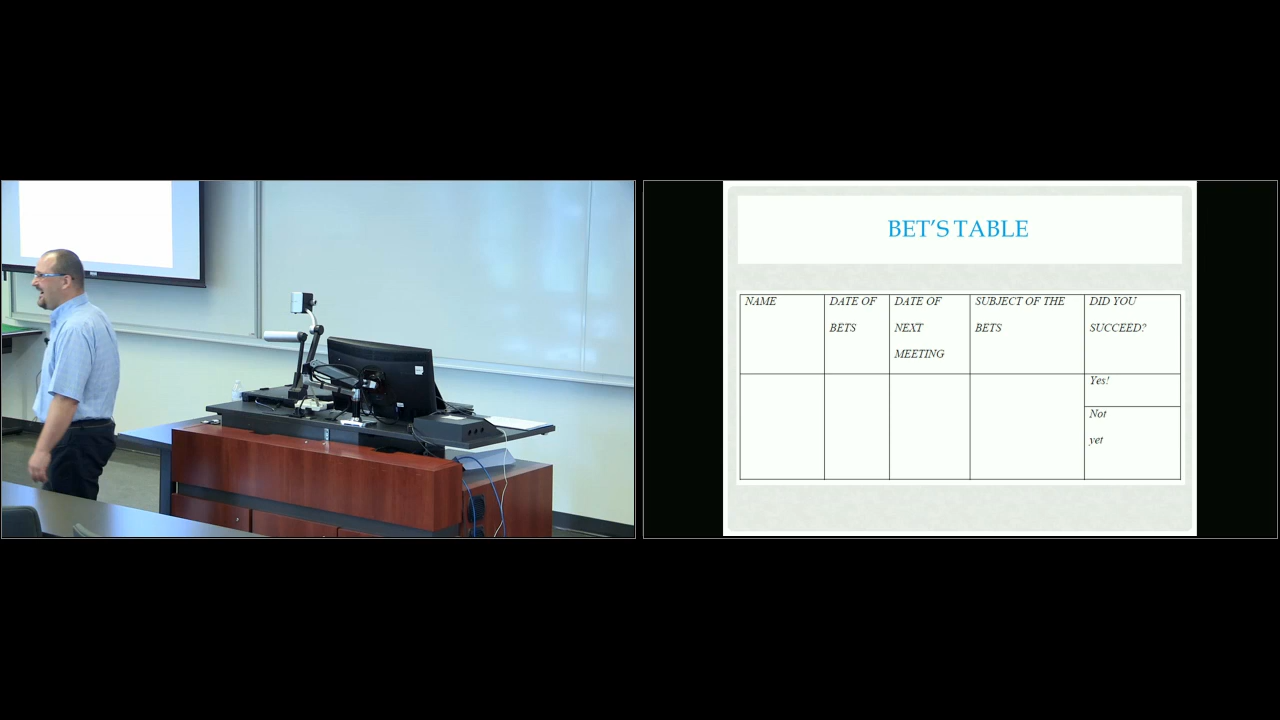 BET'S TABLE
NAME
DATE OF
BETS
DATE OF
NEXT
MEETING
SUBJECT OF THE
BETS
DID YOU
SUCCEED?
Yes!
Not
yet